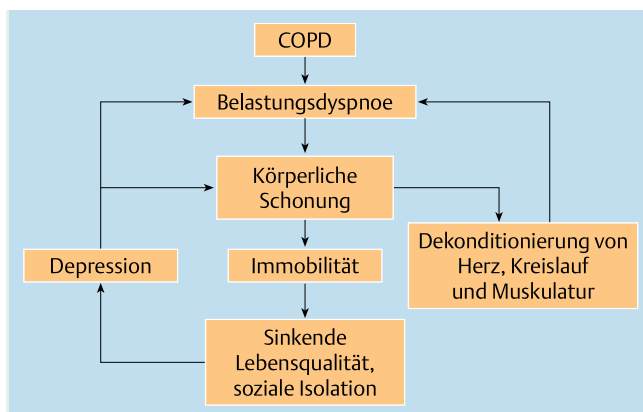 COPD
Belastungsdyspnoe
Körperliche
Schonung
Depression
Immobilität
Dekonditionierung von
Herz, Kreislauf
und Muskulatur
Sinkende
Lebensqualität,
soziale Isolation